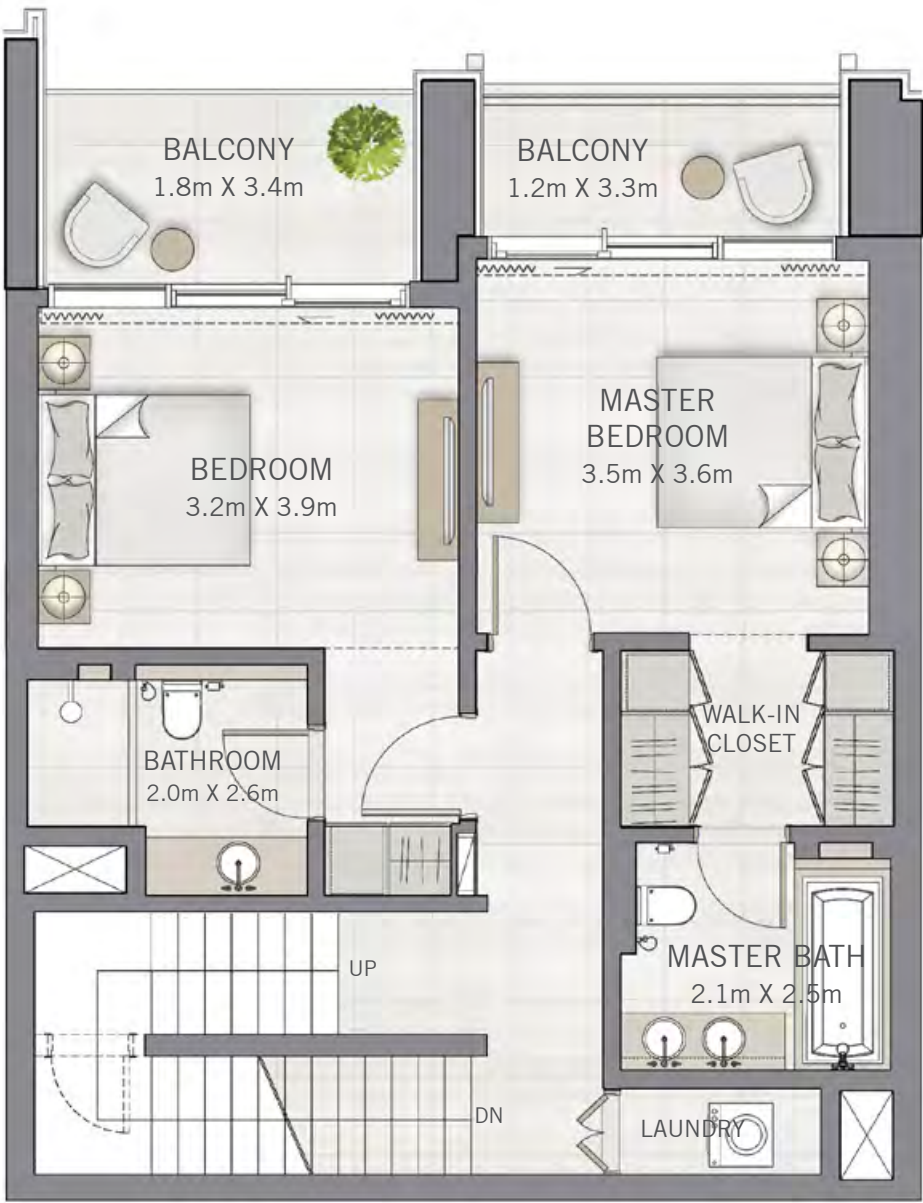 BALCONY
1.8m X 3.4m
BALCONY
1.2m X 3.3m
MASTER
BEDROOM
3.5m X 3.6m
BEDROOM
3.2m X 3.9m
WALK-IN
CLOSET
BATHROOM
2.0m X 2.6m
MASTER BATH
2.1m X 2.5m
UP
DN
LAUNDRY